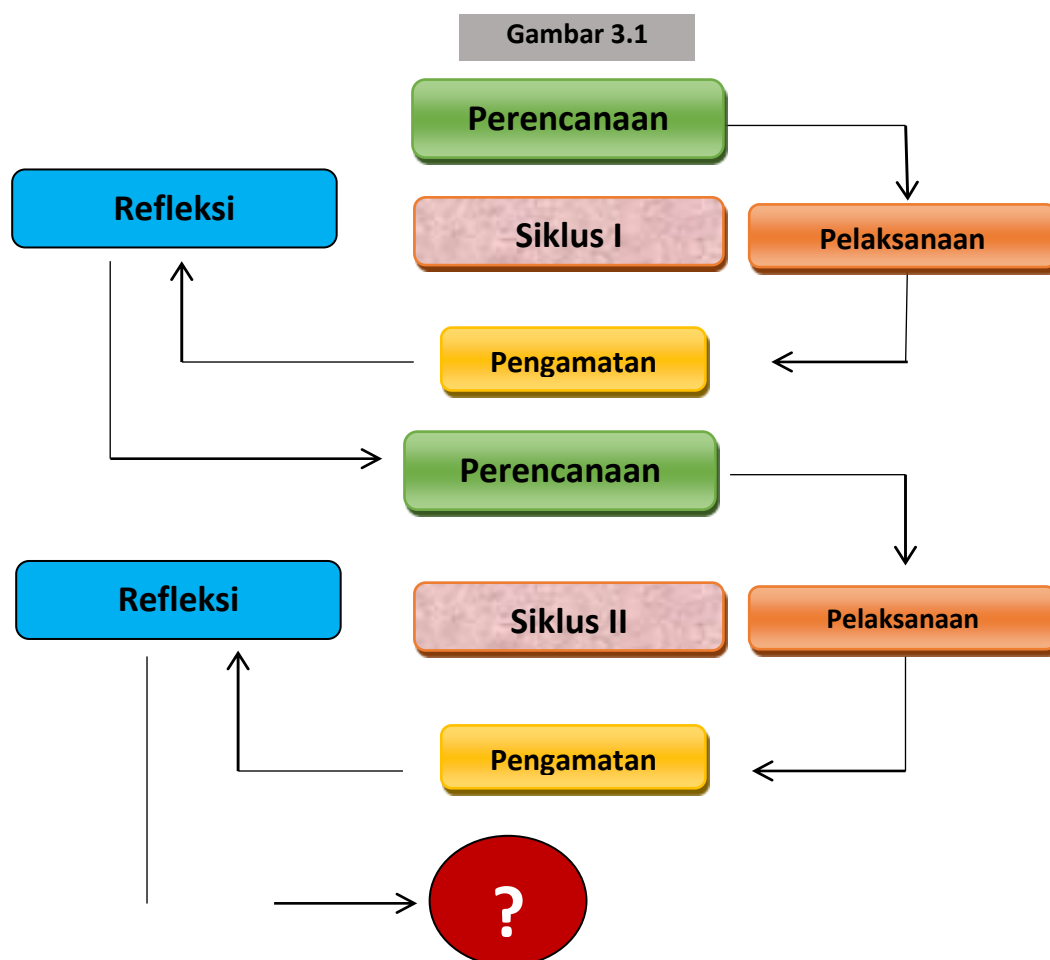 Gambar 3.1
Perencanaan
Refleksi
Siklus I
Pelaksanaan
Pengamatan
Perencanaan
Refleksi
Siklus II
Pelaksanaan
Pengamatan
?